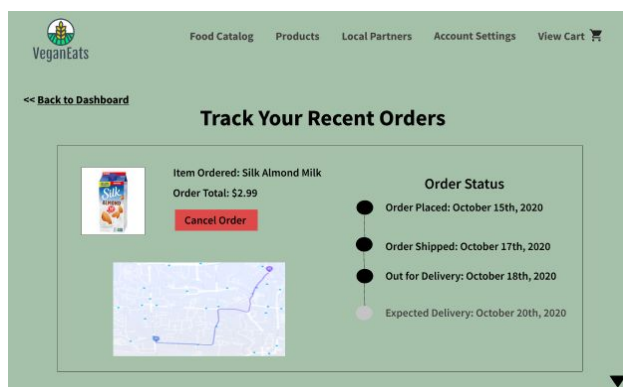 VeganEats
Food Catalog
Products
Local Partners
Account Settings
View Cart
<< Back to Dashboard
Track Your Recent Orders
Item Ordered: Silk Almond Milk
Order Total: $2.99
Cancel Order
Silk
ALMOND
Order Status
Order Placed: October 15th, 2020
Order Shipped: October 17th, 2020
Out for Delivery: October 18th, 2020
Expected Delivery: October 20th, 2020